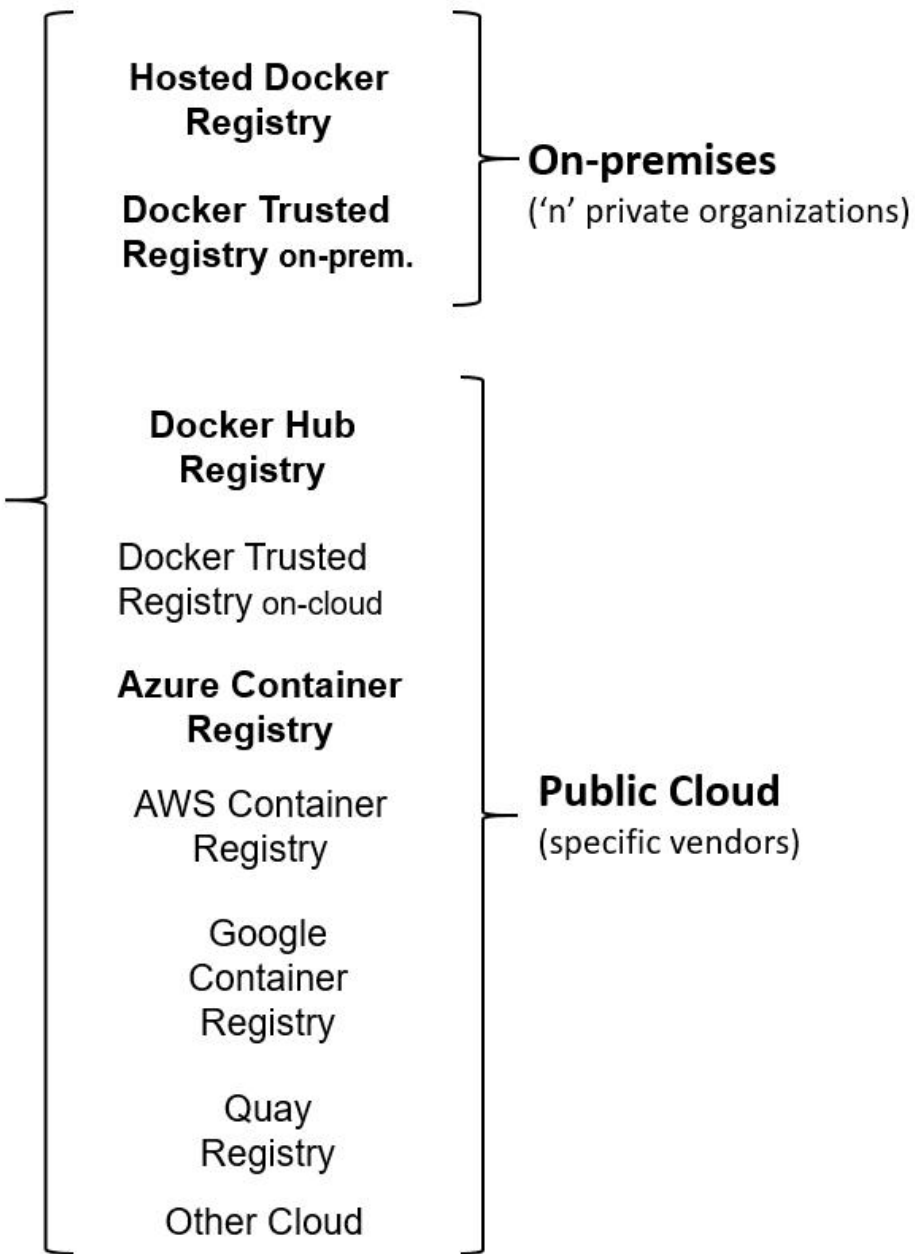 Hosted Docker
Registry
Docker Trusted
Registry on-prem.
On-premises
(‘n’ private organizations)
Docker Hub
Registry
Docker Trusted
Registry on-cloud
Azure Container
Registry
AWS Container
Registry
Google
Container
Registry
Quay
Registry
Other Cloud
Public Cloud
(specific vendors)